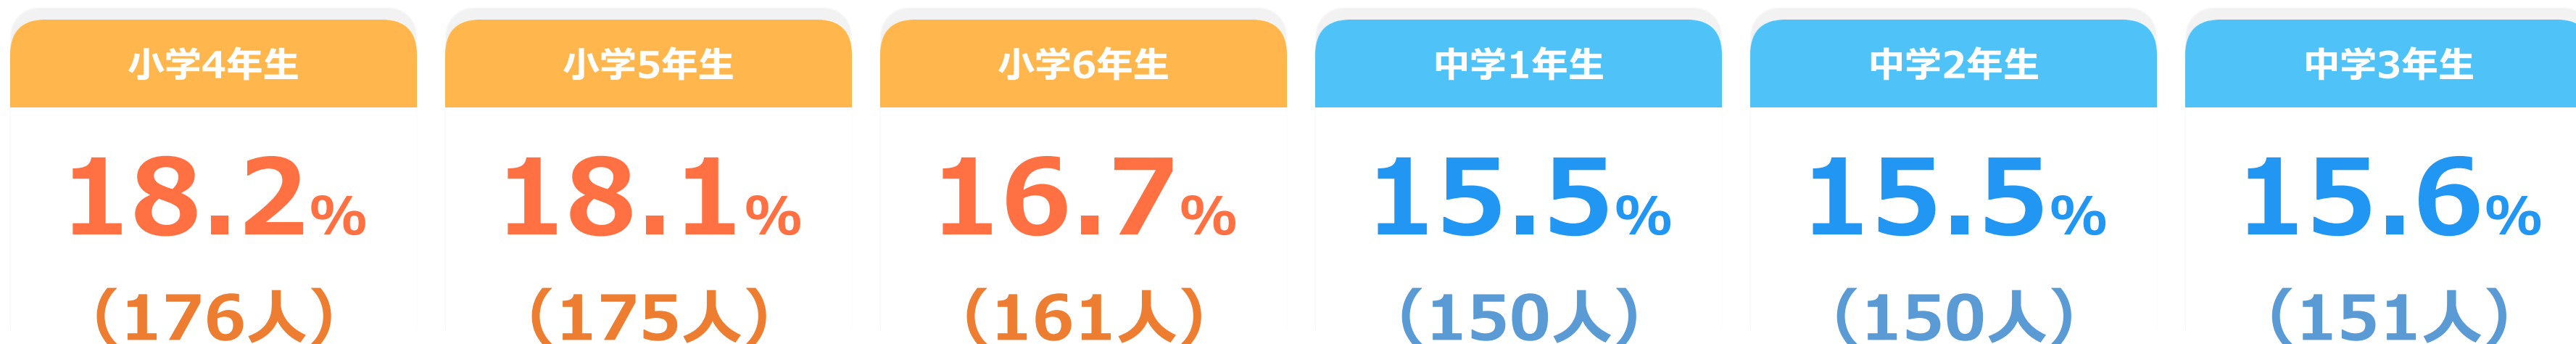 小学4年生 小学5年生 小学6年生 中学1年生 中学2年生 中学3年生
18.2% 18.1% 16.7% 15.5% 15.5% 15.6%
（176人） （175人） （161人） （150人） （150人） （151人）